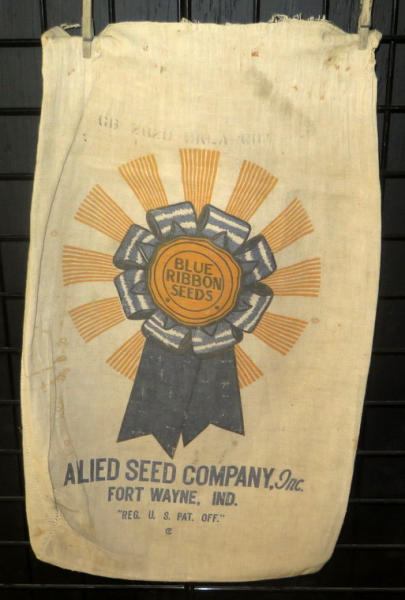 BLUE
RIBBON
SEEDS
ALIED SEED COMPANY, Inc.
FORT WAYNE, IND.
"REG. U. S. PAT. OFF."